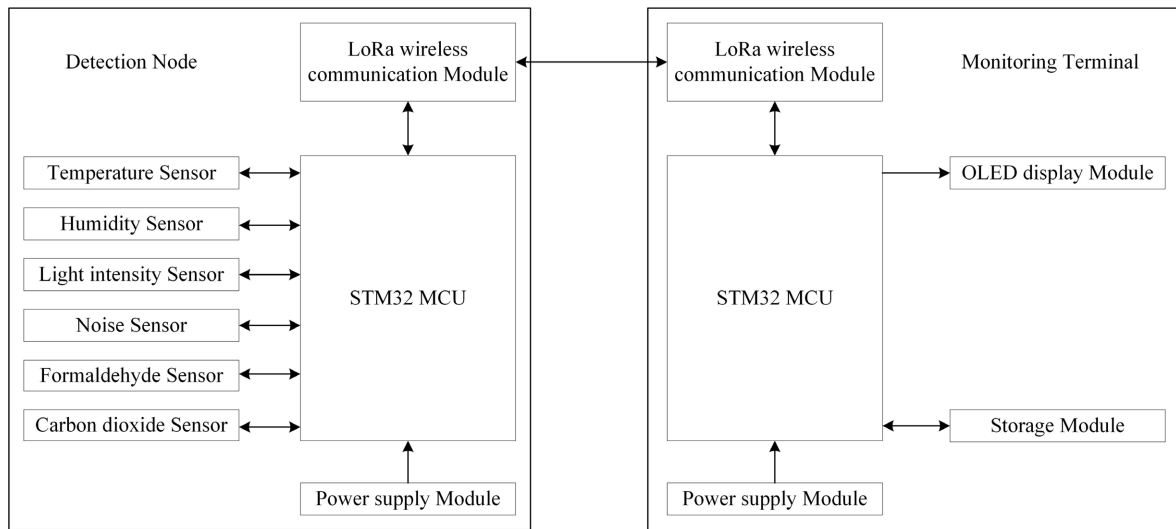 Detection Node
LoRa wireless
communication Module
Temperature Sensor
Humidity Sensor
Light intensity Sensor
Noise Sensor
Formaldehyde Sensor
Carbon dioxide Sensor
STM32 MCU
Power supply Module
LoRa wireless
communication Module
Monitoring Terminal
STM32 MCU
OLED display Module
Storage Module
Power supply Module